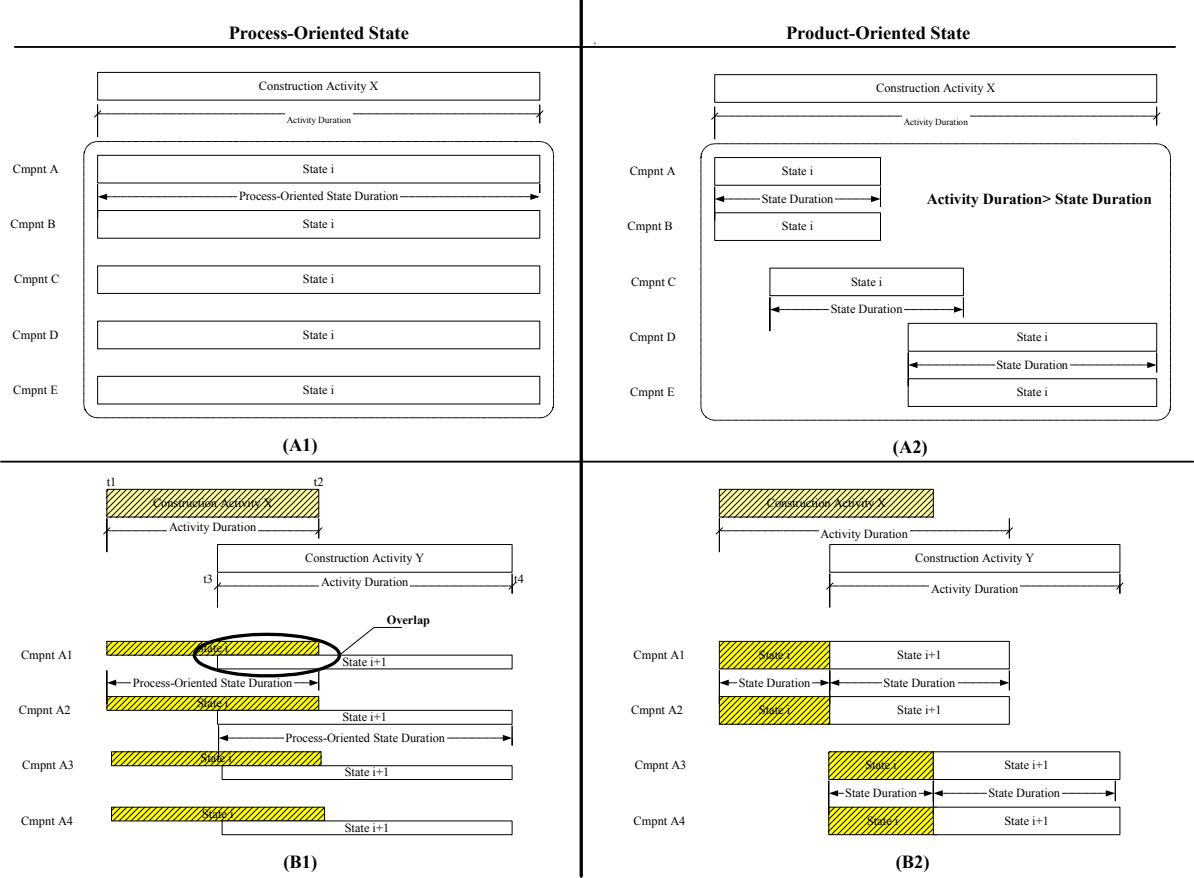 Process-Oriented State
Product-Oriented State
Construction Activity X
Activity Duration
Cmpnt A
State i
Process-Oriented State Duration
Cmpnt B
State i
Cmpnt C
State i
Cmpnt D
State i
Cmpnt E
State i
(A1)
Construction Activity X
Activity Duration
Cmpnt A
State i
State Duration
Activity Duration> State Duration
Cmpnt B
State i
Cmpnt C
State i
State Duration
Cmpnt D
State i
State Duration
Cmpnt E
State i
(A2)
t1
t2
Construction Activity X
Activity Duration
Construction Activity Y
t3
Activity Duration
t4
Overlap
Cmpnt A1
State i
State i+1
Process-Oriented State Duration
Cmpnt A2
State i
State i+1
Process-Oriented State Duration
Cmpnt A3
State i
State i+1
Cmpnt A4
State i
State i+1
(B1)
Construction Activity X
Activity Duration
Construction Activity Y
Activity Duration
Cmpnt A1
State i
State i+1
State Duration
State Duration
Cmpnt A2
State i
State i+1
Cmpnt A3
State i
State i+1
State Duration
State Duration
Cmpnt A4
State i
State i+1
(B2)